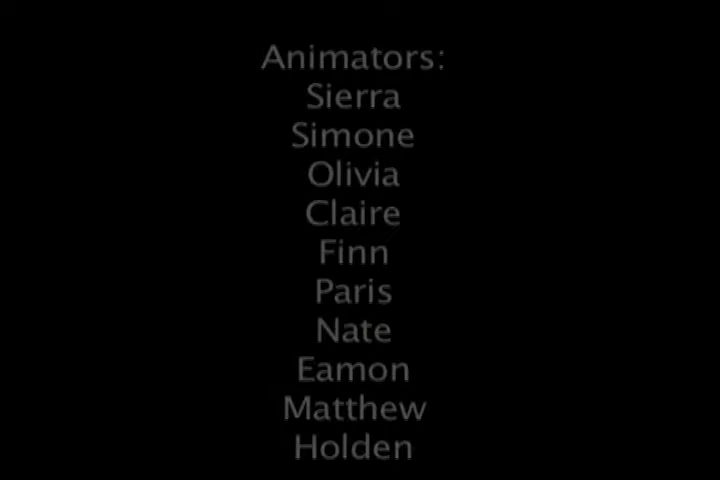 Animators:
Sierra
Simone
Olivia
Claire
Finn
Paris
Nate
Eamon
Matthew
Holden